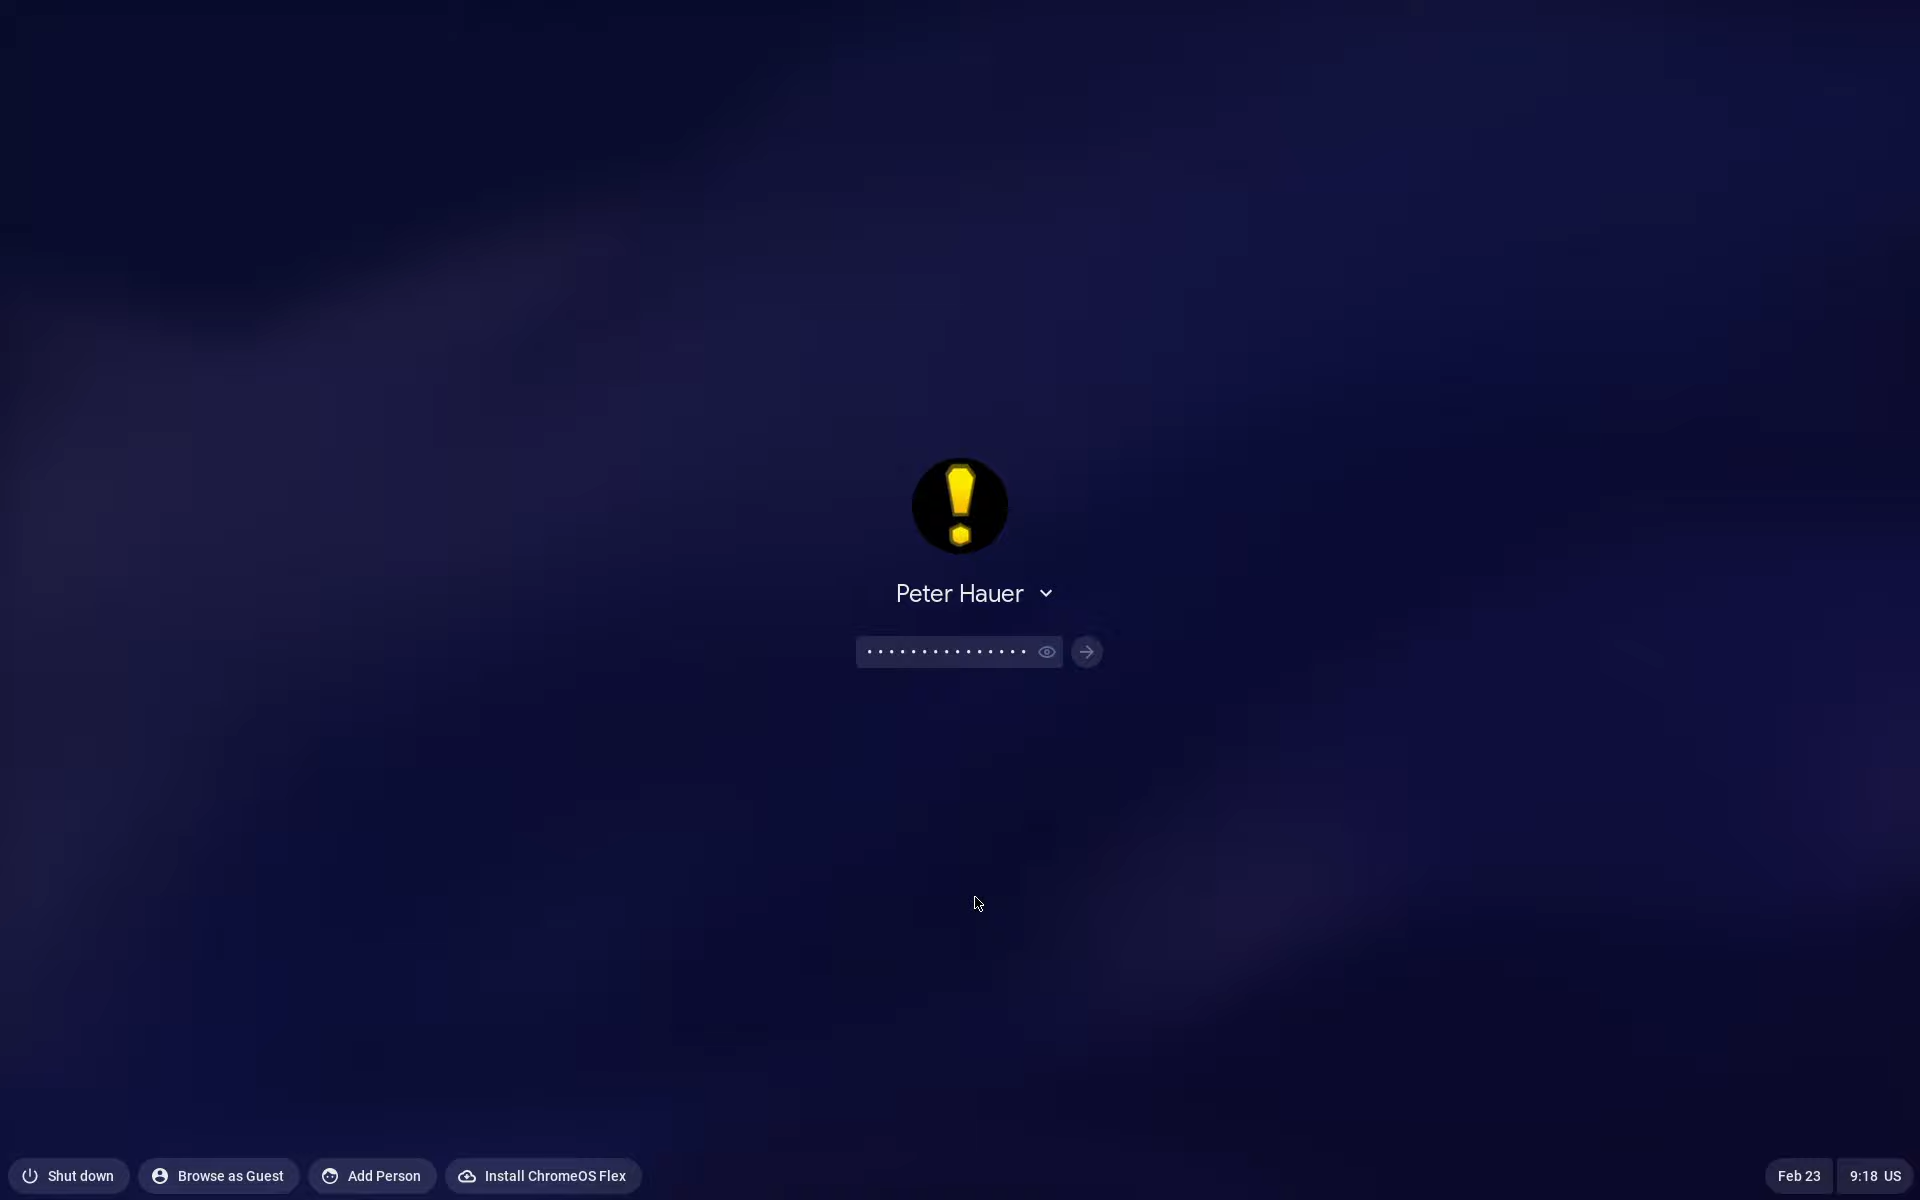 Peter Hauer
Shut down
Browse as Guest
Add Person
Install ChromeOS Flex
Feb 23
9:18 US